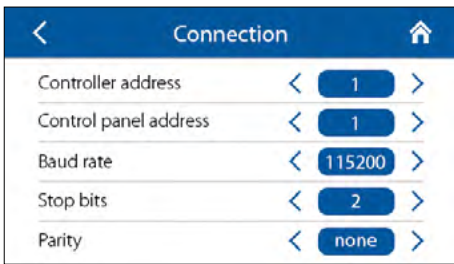 Connection
Controller address 1
Control panel address 1
Baud rate 115200
Stop bits 2
Parity none